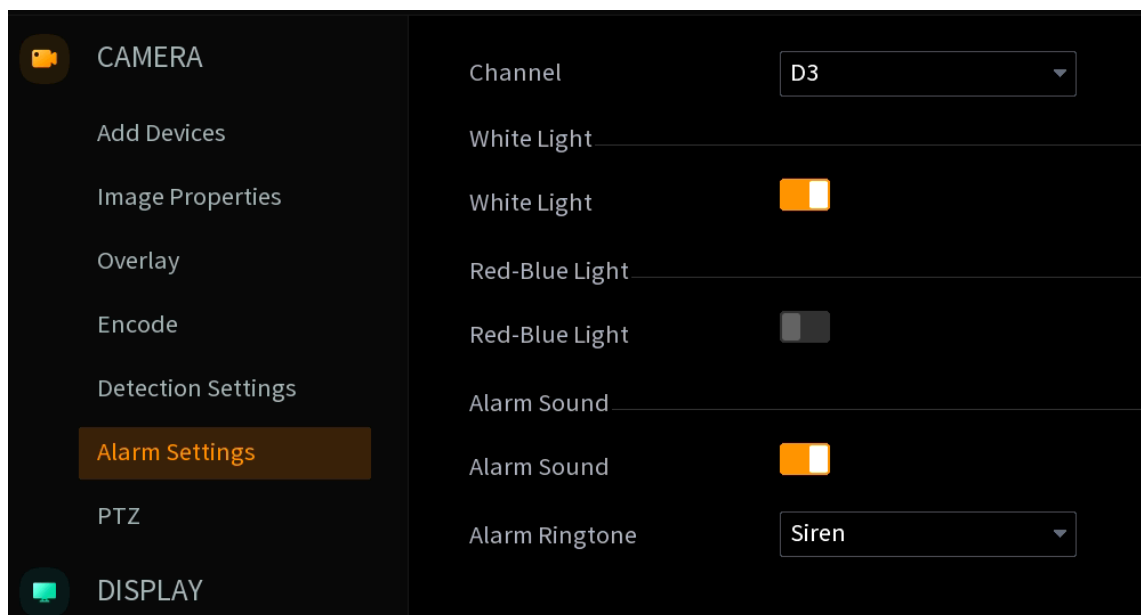 CAMERA
Add Devices
Image Properties
Overlay
Encode
Detection Settings
Alarm Settings
PTZ
DISPLAY
Channel D3
White Light
White Light
Red-Blue Light
Red-Blue Light
Alarm Sound
Alarm Sound
Alarm Ringtone Siren